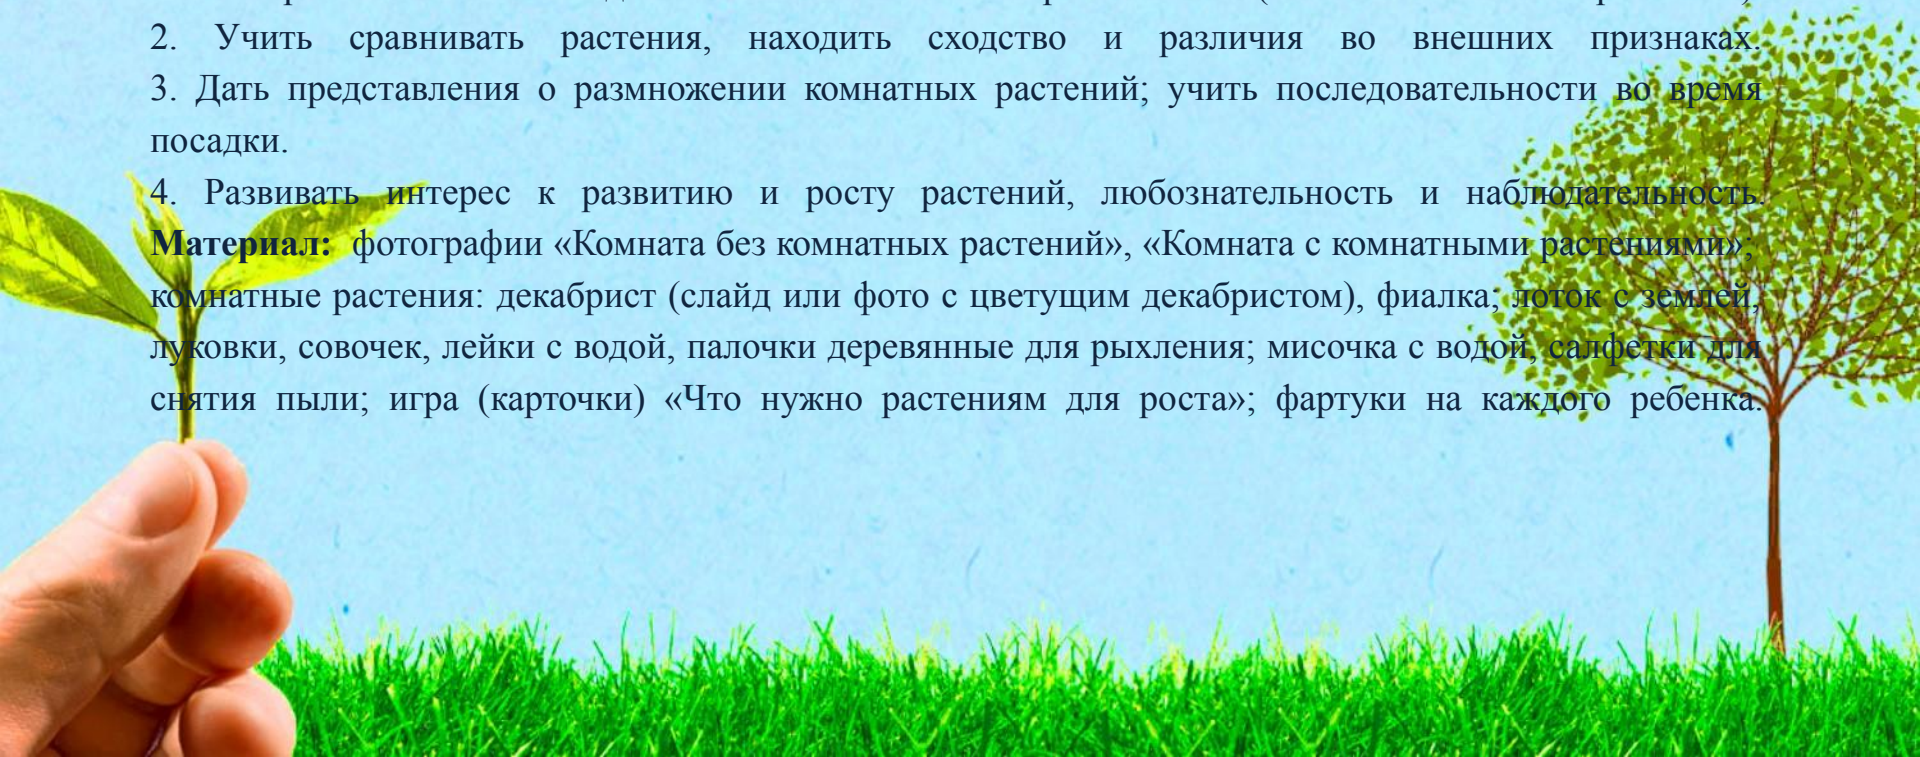 2. Учить сравнивать растения, находить сходство и различия во внешних признаках.
3. Дать представления о размножении комнатных растений; учить последовательности во время
посадки.
4. Развивать интерес к развитию и росту растений, любознательность и наблюдательность.
Материал: фотографии «Комната без комнатных растений», «Комната с комнатными растениями»;
комнатные растения: декабрист (слайд или фото с цветущим декабристом), фиалка; лоток с землей,
луковки, совочек, лейки с водой, палочки деревянные для рыхления; мисочка с водой, салфетки для
снятия пыли; игра (карточки) «Что нужно растениям для роста»; фартуки на каждого ребенка.